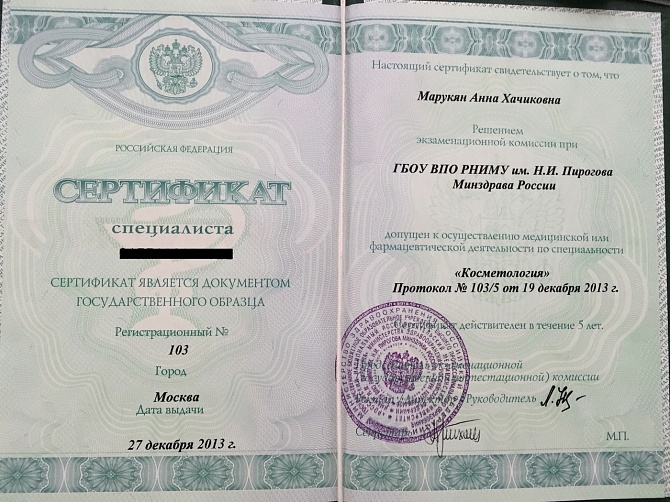 РОССИЙСКАЯ ФЕДЕРАЦИЯ
СЕРТИФИКАТ
специалиста
СЕРТИФИКАТ ЯВЛЯЕТСЯ ДОКУМЕНТОМ
ГОСУДАРСТВЕННОГО ОБРАЗЦА
Регистрационный №
103
Город
Москва
Дата выдачи
27 декабря 2013 г.
Настоящий сертификат свидетельствует о том, что
Марукян Анна Хачиковна
Решением
экзаменационной комиссии при
ГБОУ ВПО РНИМУ им. Н.И. Пирогова
Минздрава России
допущен к осуществлению медицинской или
фармацевтической деятельности по специальности
«Косметология»
Протокол № 103/5 от 19 декабря 2013 г.
действителен в течение 5 лет.
комиссии
Руководитель
М.П.